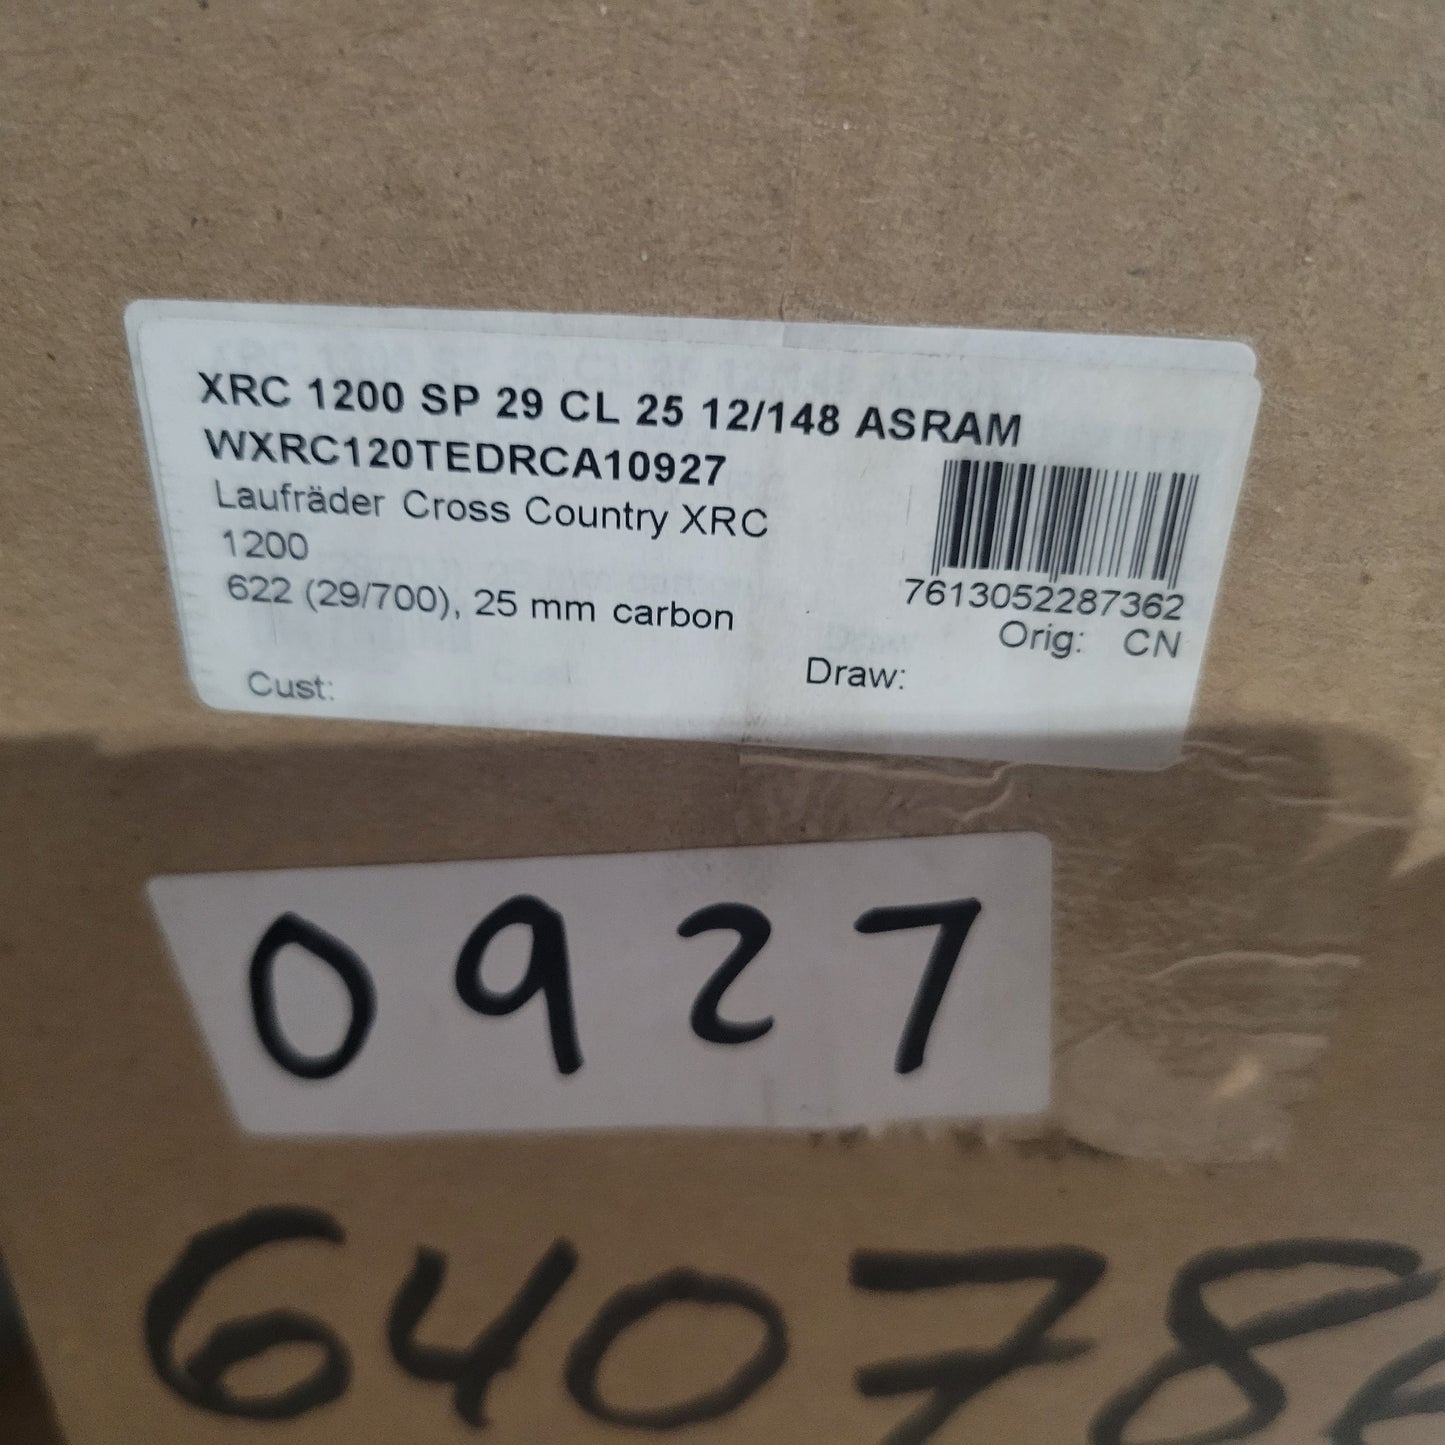 XRC 1200 SP 29 CL 25 12/148 ASRAM
WXRC120TEDRCA10927
Laufräder Cross Country XRC
1200
622 (29/700), 25 mm carbon
7613052287362
Orig: CN
Cust:
Draw:
0927